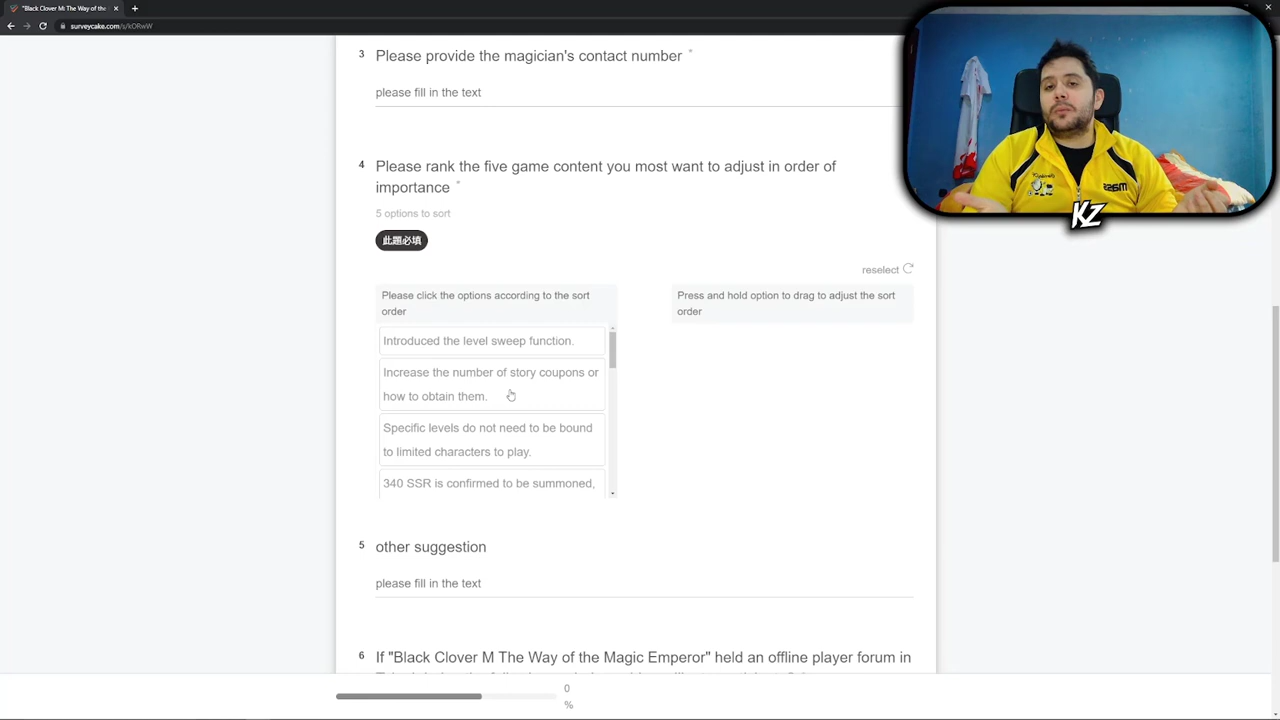 "Black Clover M: The Way of the
surveycake.com/s/kORwW
3 Please provide the magician's contact number *
please fill in the text
4 Please rank the five game content you most want to adjust in order of
importance *
5 options to sort
此題必填
reselect
Please click the options according to the sort
order
Press and hold option to drag to adjust the sort
order
Introduced the level sweep function.
Increase the number of story coupons or
how to obtain them.
Specific levels do not need to be bound
to limited characters to play.
340 SSR is confirmed to be summoned,
5 other suggestion
please fill in the text
6 If "Black Clover M The Way of the Magic Emperor" held an offline player forum in
0
%
KZ